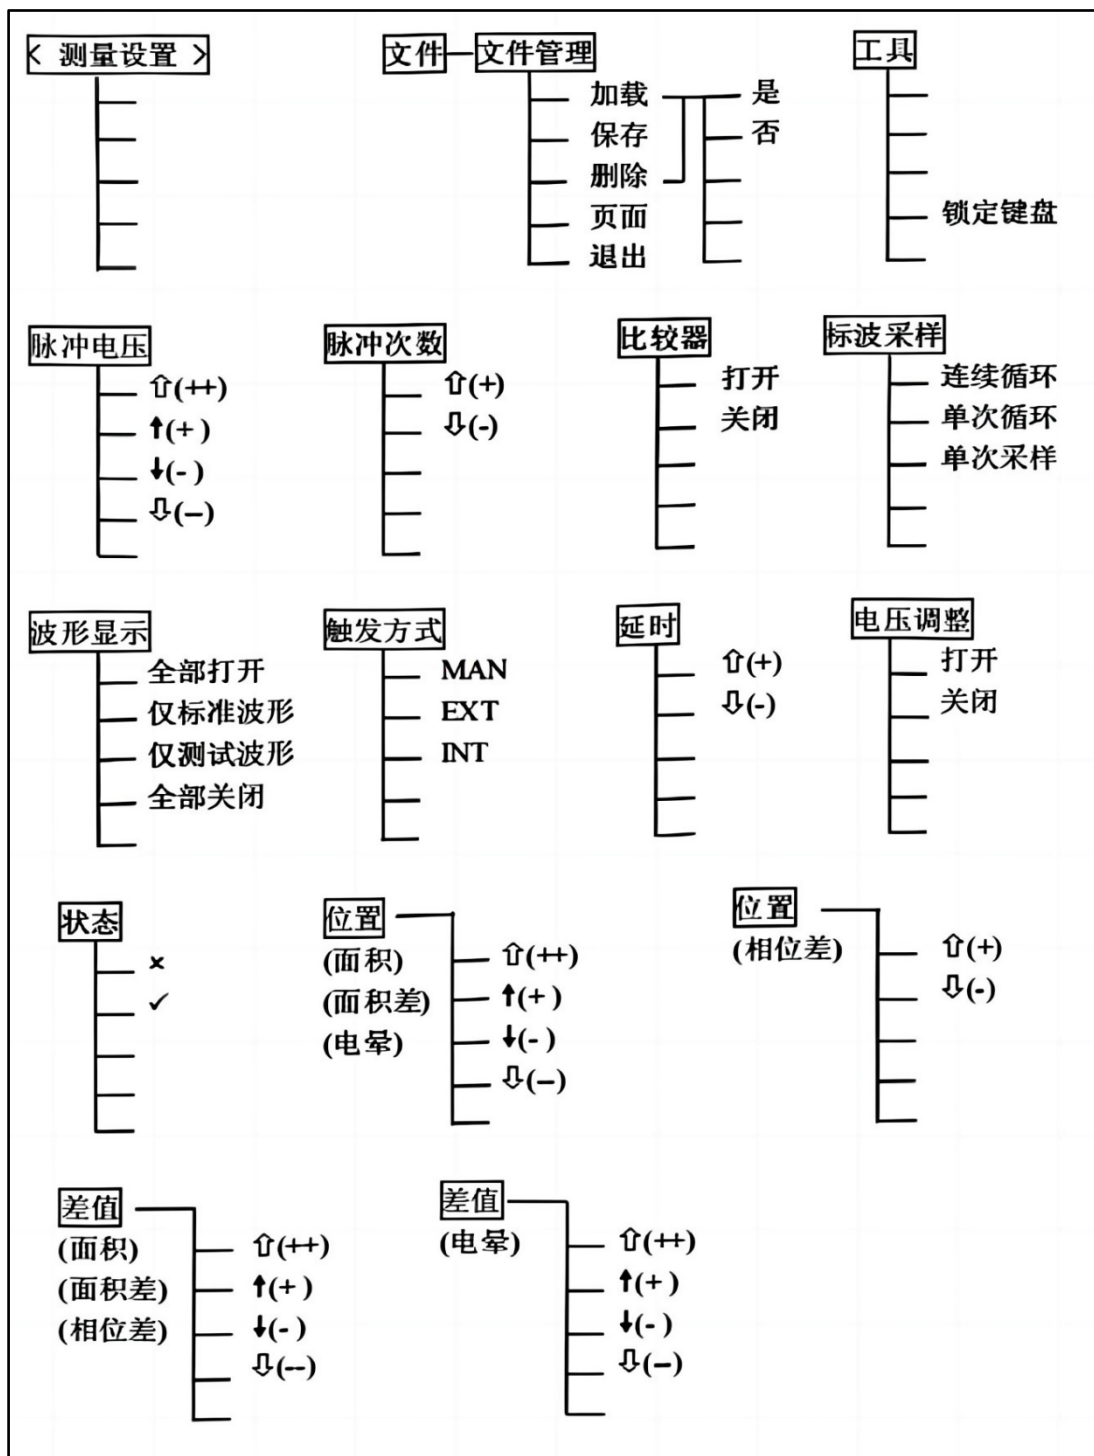 < 测量设置 >
文件 文件管理
加载
保存
删除
页面
退出
是
否
工具
锁定键盘
脉冲电压
⇧(++)
↑(+)
↓(-)
⇩(--)
脉冲次数
⇧(+)
⇩(-)
比较器
打开
关闭
标波采样
连续循环
单次循环
单次采样
波形显示
全部打开
仅标准波形
仅测试波形
全部关闭
触发方式
MAN
EXT
INT
延时
⇧(+)
⇩(-)
电压调整
打开
关闭
状态
×
✓
位置
(面积)
(面积差)
(电晕)
⇧(++)
↑(+)
↓(-)
⇩(--)
位置
(相位差)
⇧(+)
⇩(-)
差值
(面积)
(面积差)
(相位差)
⇧(++)
↑(+)
↓(-)
⇩(--)
差值
(电晕)
⇧(++)
↑(+)
↓(-)
⇩(--)